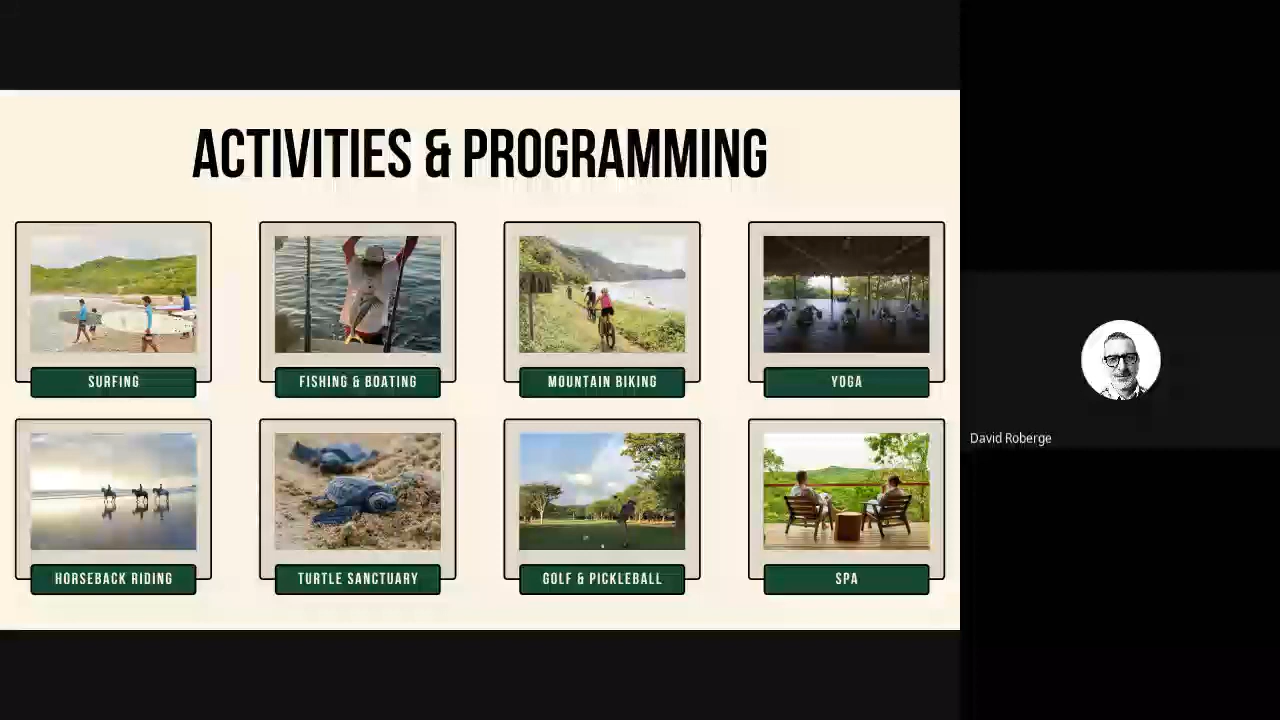 ACTIVITIES & PROGRAMMING
SURFING
FISHING & BOATING
MOUNTAIN BIKING
YOGA
HORSEBACK RIDING
TURTLE SANCTUARY
GOLF & PICKLEBALL
SPA
David Roberge